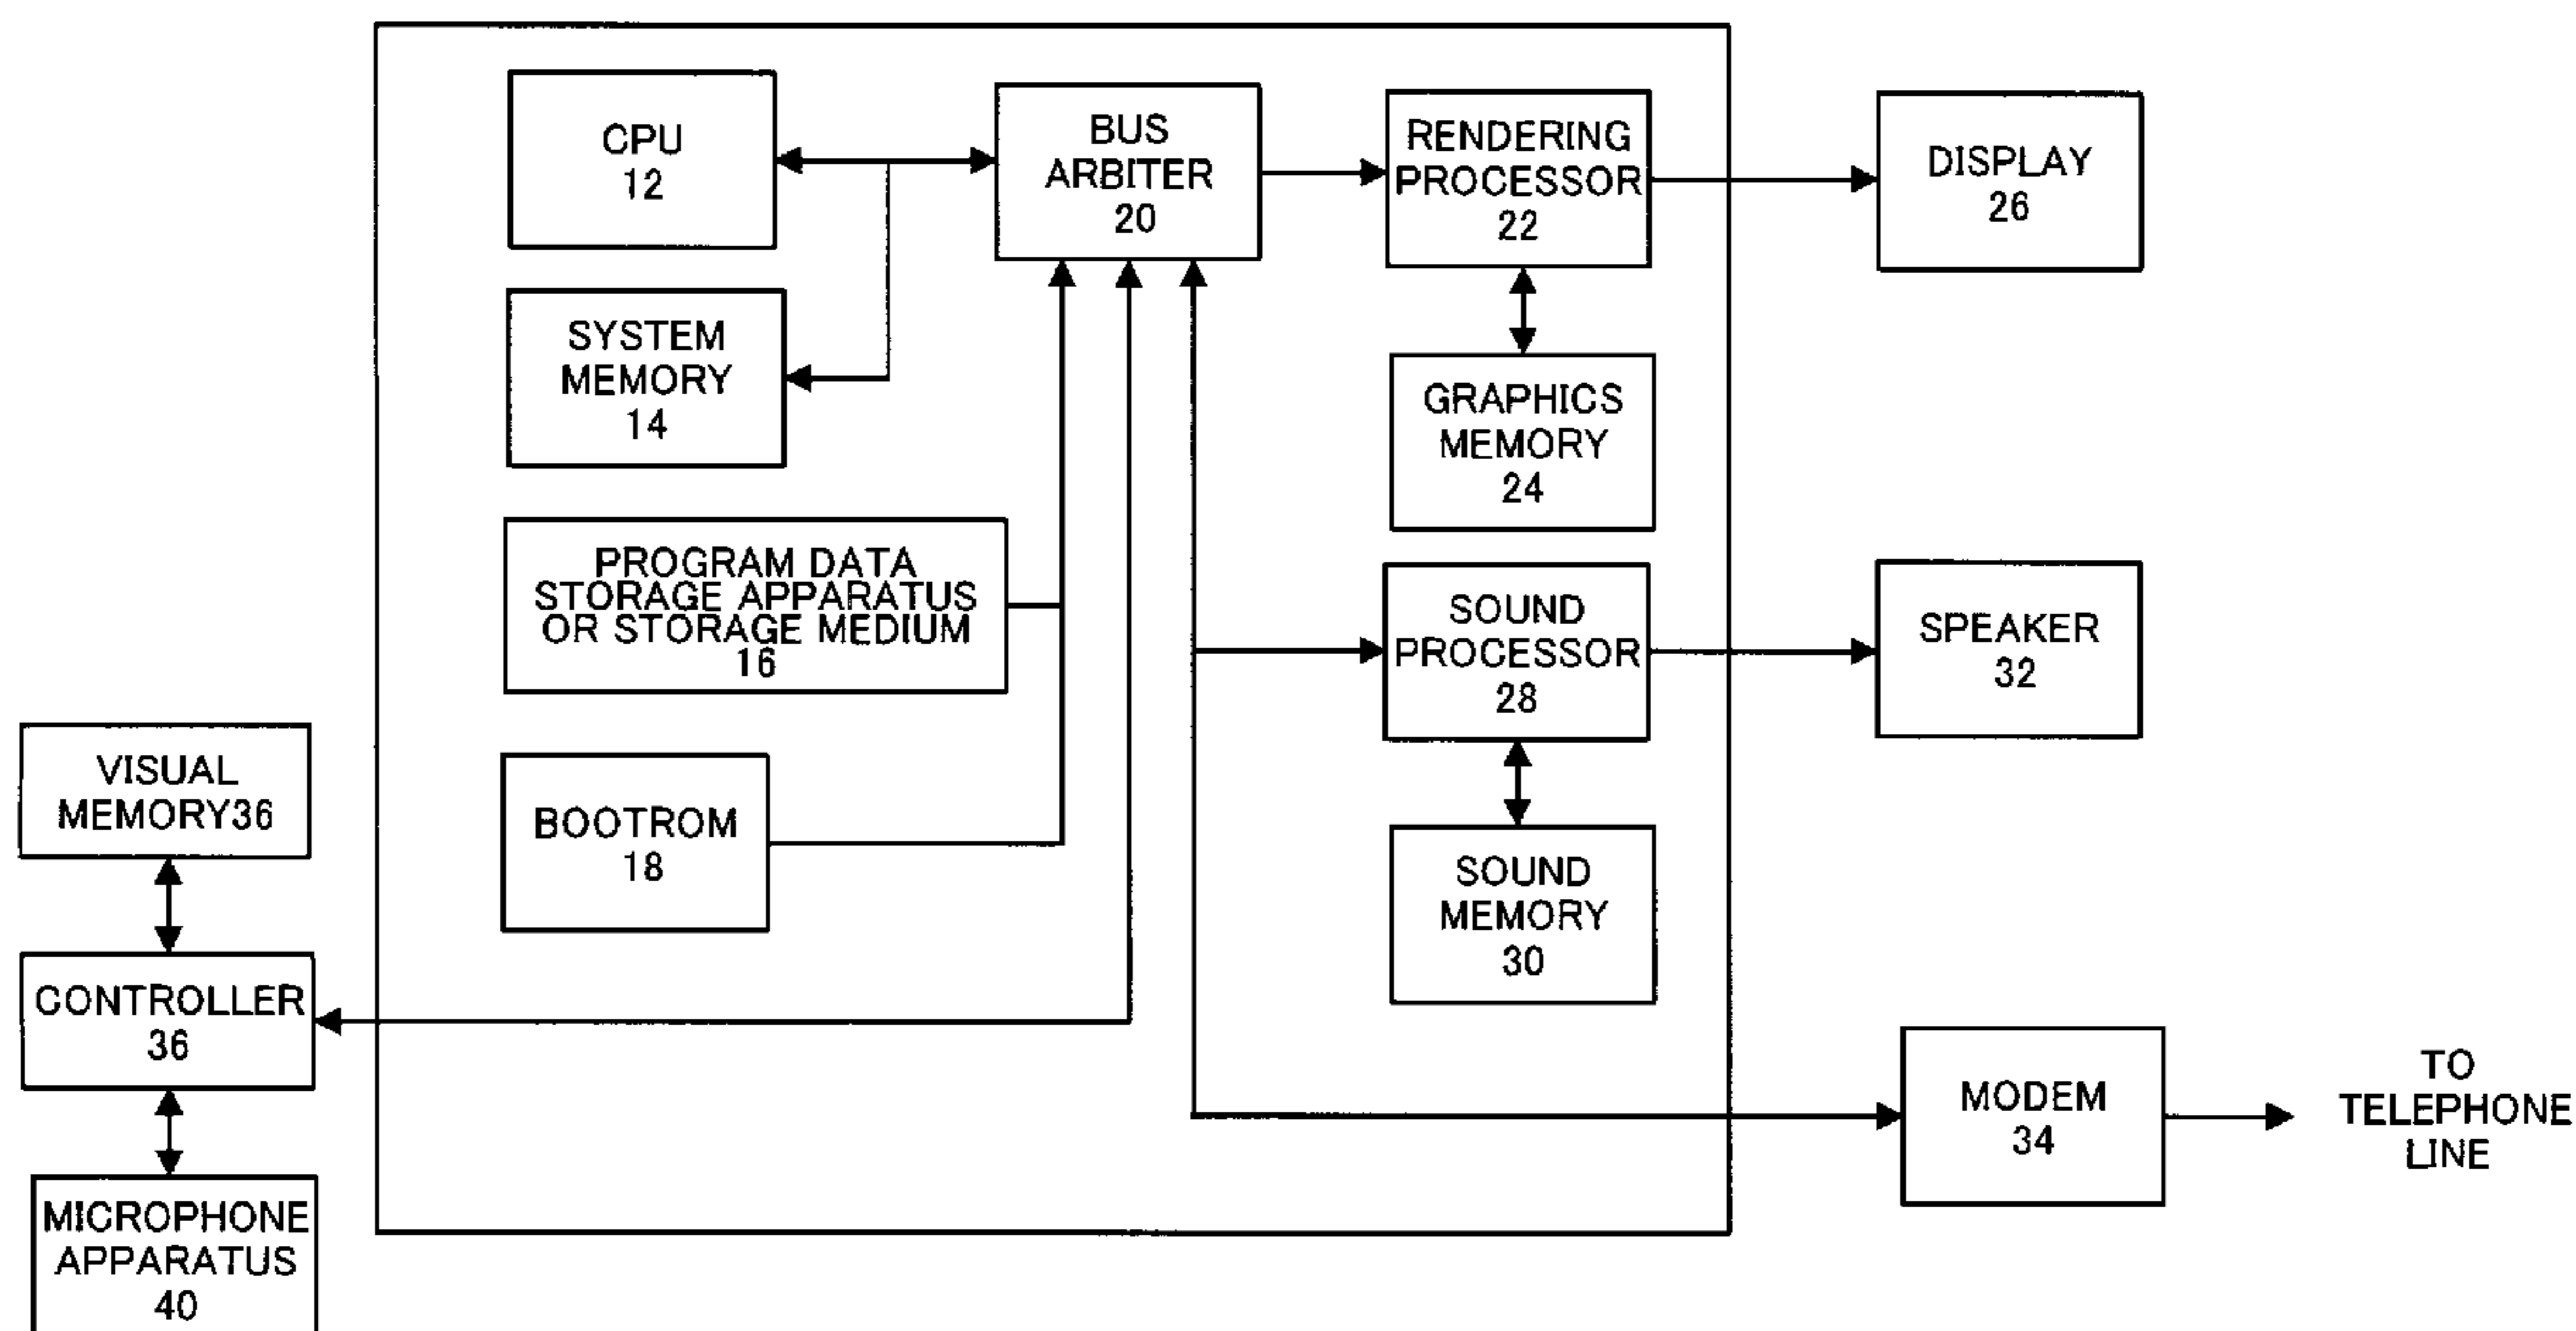 CPU
12
BUS
ARBITER
20
RENDERING
PROCESSOR
22
DISPLAY
26
SYSTEM
MEMORY
14
GRAPHICS
MEMORY
24
PROGRAM DATA
STORAGE APPARATUS
OR STORAGE MEDIUM
16
SOUND
PROCESSOR
28
SPEAKER
32
VISUAL
MEMORY36
BOOTROM
18
SOUND
MEMORY
30
CONTROLLER
36
MODEM
34
TO
TELEPHONE
LINE
MICROPHONE
APPARATUS
40